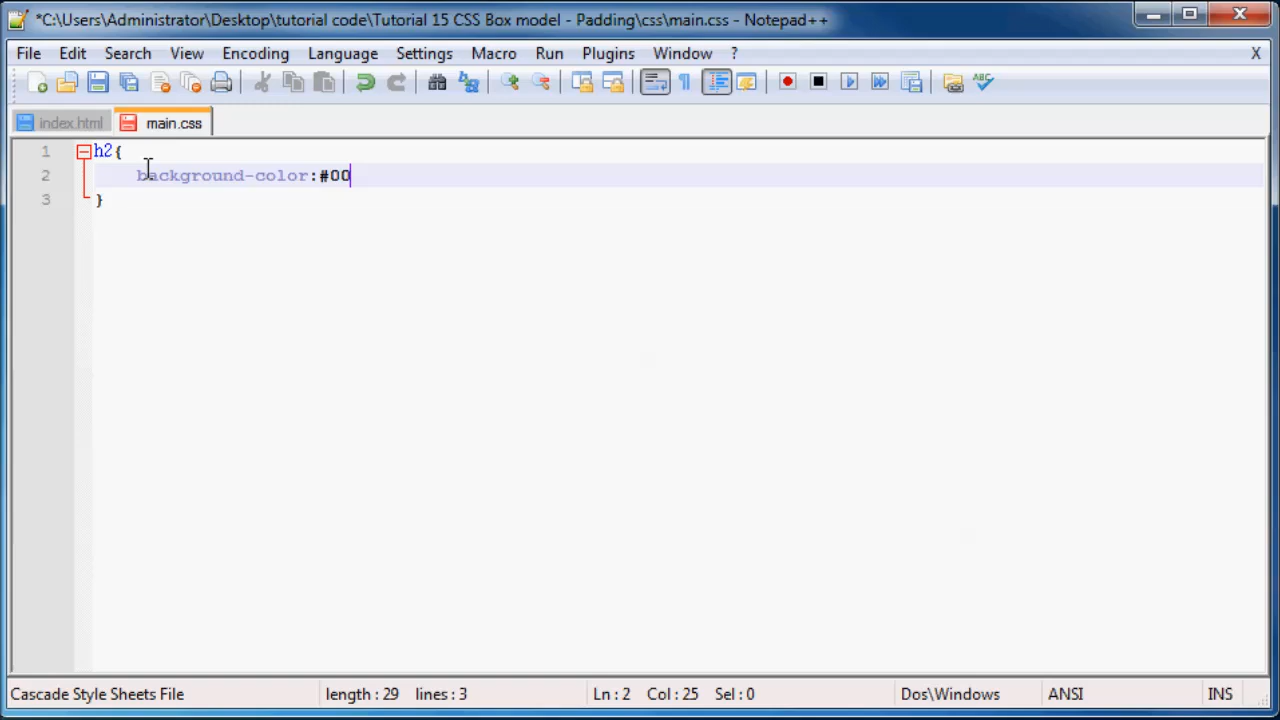 *C:\Users\Administrator\Desktop\tutorial code\Tutorial 15 CSS Box model - Padding\css\main.css - Notepad++
File Edit Search View Encoding Language Settings Macro Run Plugins Window ? X
ABC
index.html main.css
1 h2{
2 background-color:#00
3 }
Cascade Style Sheets File length : 29 lines : 3 Ln : 2 Col : 25 Sel : 0 Dos\Windows ANSI INS